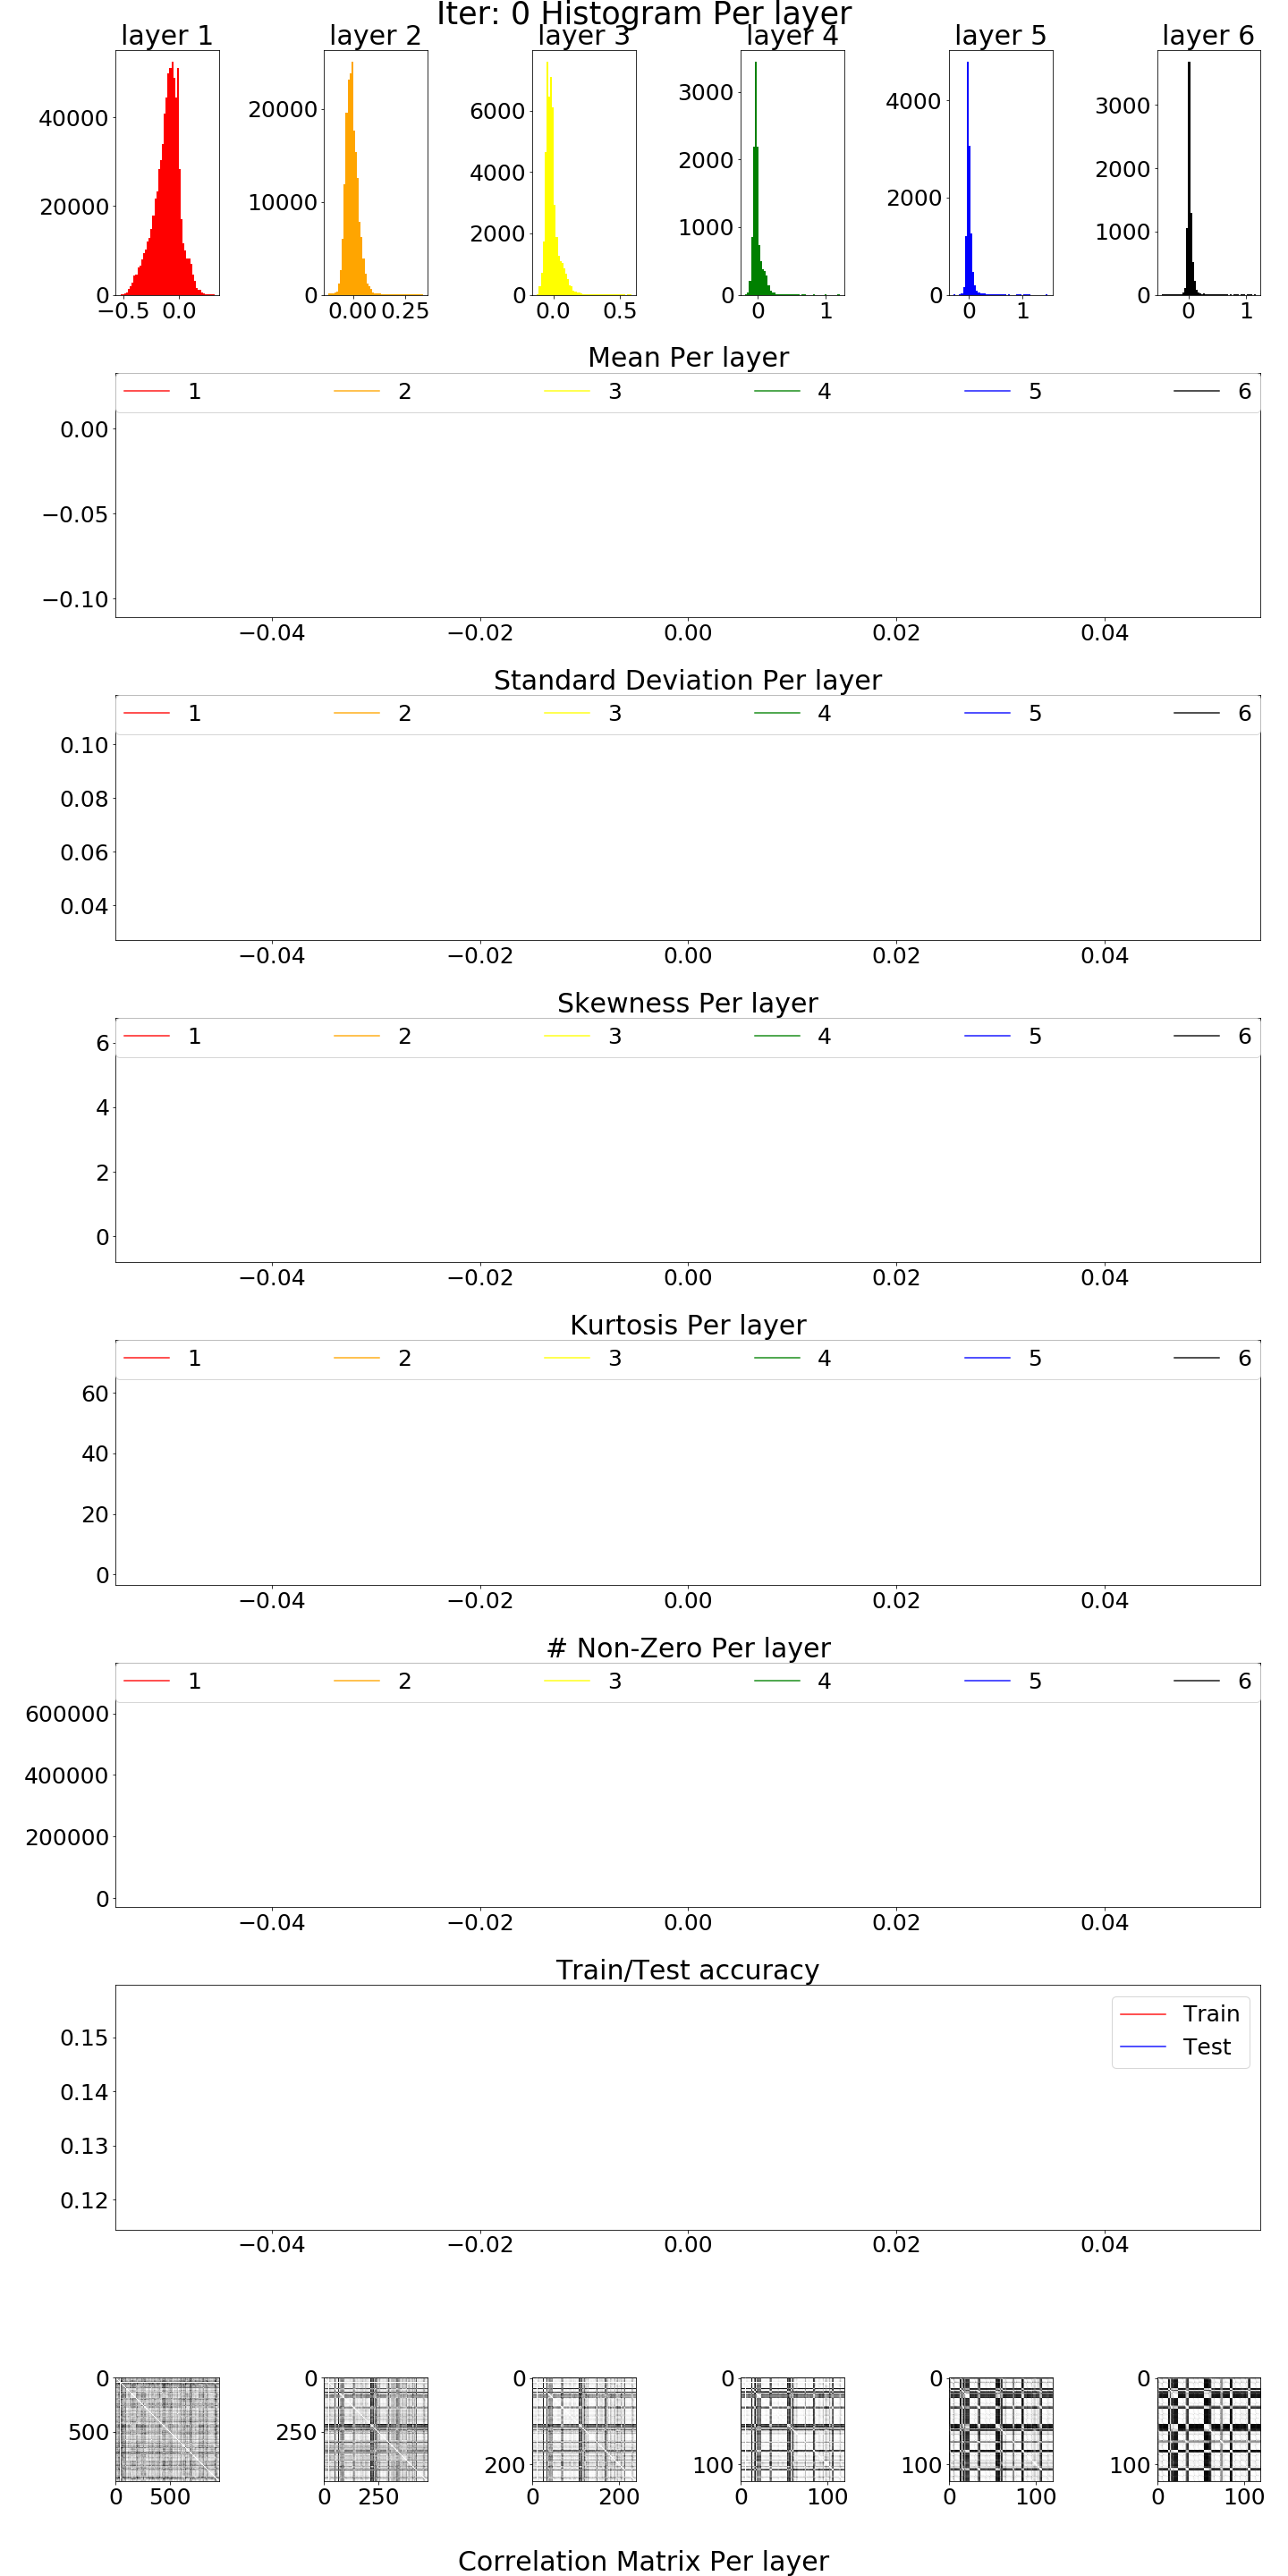 Iter: 0 Histogram Per layer
layer 1 layer 2 layer 3 layer 4 layer 5 layer 6
40000 20000 0
−0.5 0.0
20000 10000 0
0.00 0.25
6000 4000 2000 0
0.0 0.5
3000 2000 1000 0
0 1
4000 2000 0
0 1
3000 2000 1000 0
0 1
Mean Per layer
1 2 3 4 5 6
0.00
−0.05
−0.10
−0.04 −0.02 0.00 0.02 0.04
Standard Deviation Per layer
1 2 3 4 5 6
0.10
0.08
0.06
0.04
−0.04 −0.02 0.00 0.02 0.04
Skewness Per layer
1 2 3 4 5 6
6
4
2
0
−0.04 −0.02 0.00 0.02 0.04
Kurtosis Per layer
1 2 3 4 5 6
60
40
20
0
−0.04 −0.02 0.00 0.02 0.04
# Non-Zero Per layer
1 2 3 4 5 6
600000
400000
200000
0
−0.04 −0.02 0.00 0.02 0.04
Train/Test accuracy
Train
Test
0.15
0.14
0.13
0.12
−0.04 −0.02 0.00 0.02 0.04
0 500
0 500
0 250
0 250
0 200
0 200
0 100
0 100
0 100
0 100
0 100
0 100
Correlation Matrix Per layer